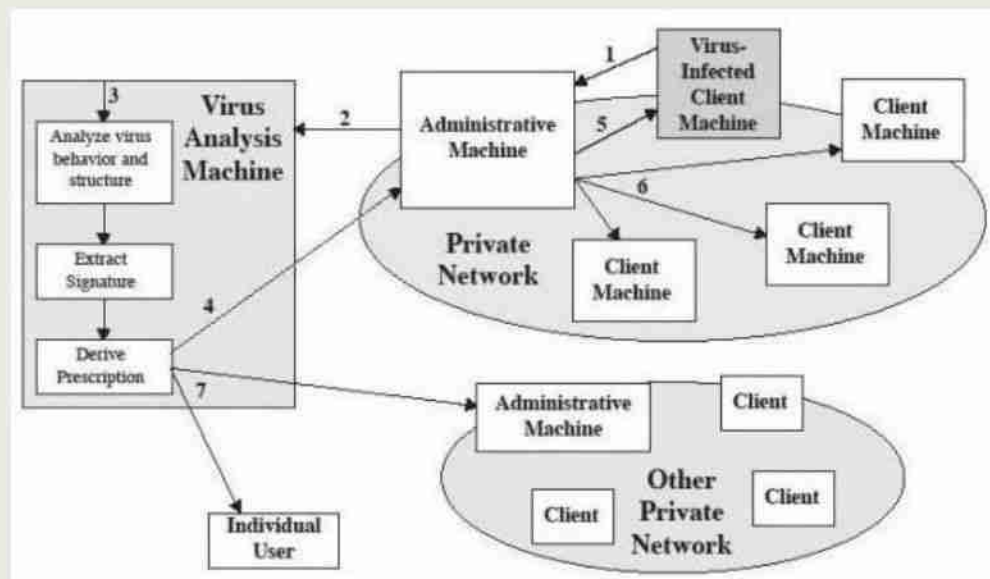 1
Virus-
Infected
Client
Machine
3
Virus
Analysis
Machine
Analyze virus
behavior and
structure
2
Administrative
Machine
5
Client
Machine
6
Private
Network
Client
Machine
Client
Machine
Extract
Signature
4
Derive
Prescription
7
Administrative
Machine
Client
Other
Private
Network
Client
Client
Individual
User